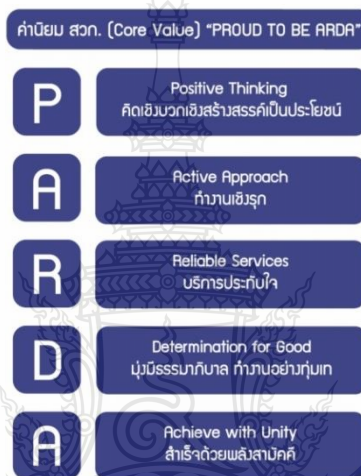 ค่านิยม สวก. (Core Value) “PROUD TO BE ARDA”
P
Positive Thinking
คิดเชิงบวกเชิงสร้างสรรค์เป็นประโยชน์
A
Active Approach
ทำงานเชิงรุก
R
Reliable Services
บริการประทับใจ
D
Determination for Good
มุ่งมีธรรมาภิบาล ทำงานอย่างทุ่มเท
A
Achieve with Unity
สำเร็จด้วยพลังสามัคคี